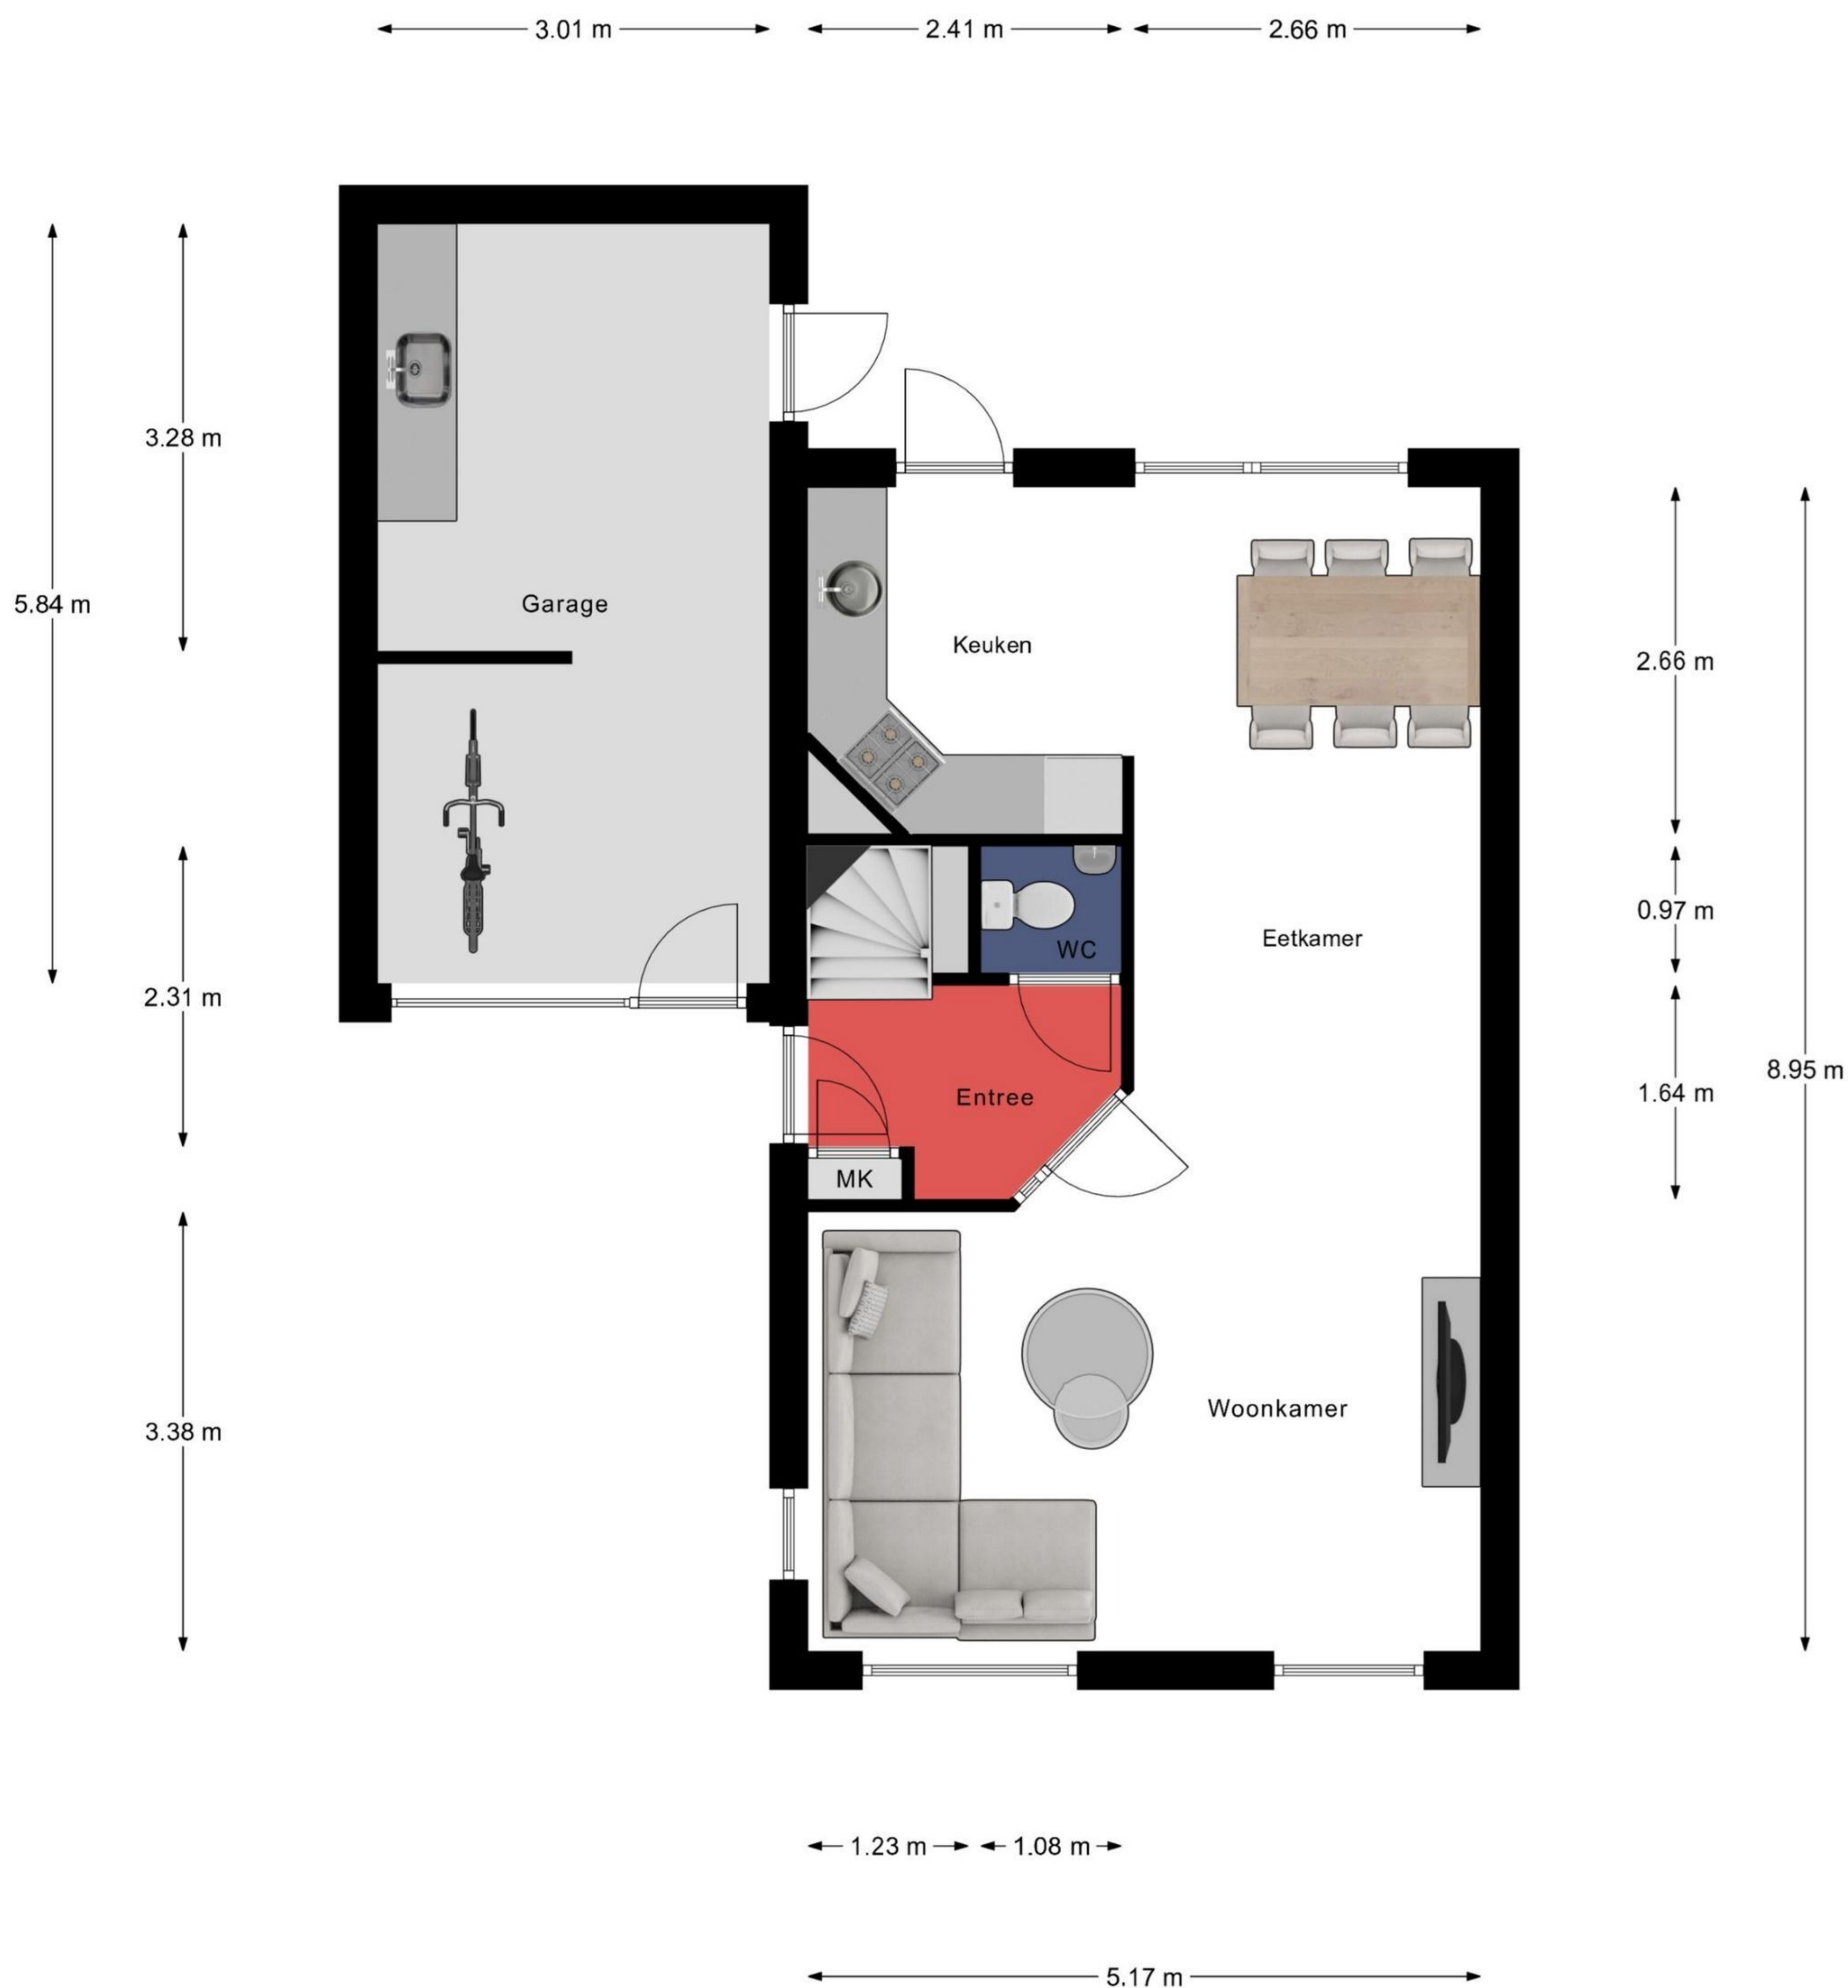 3.01 m
2.41 m
2.66 m
3.28 m
5.84 m
Garage
Keuken
2.66 m
0.97 m
Eetkamer
WC
2.31 m
8.95 m
1.64 m
Entree
MK
Woonkamer
3.38 m
1.23 m
1.08 m
5.17 m